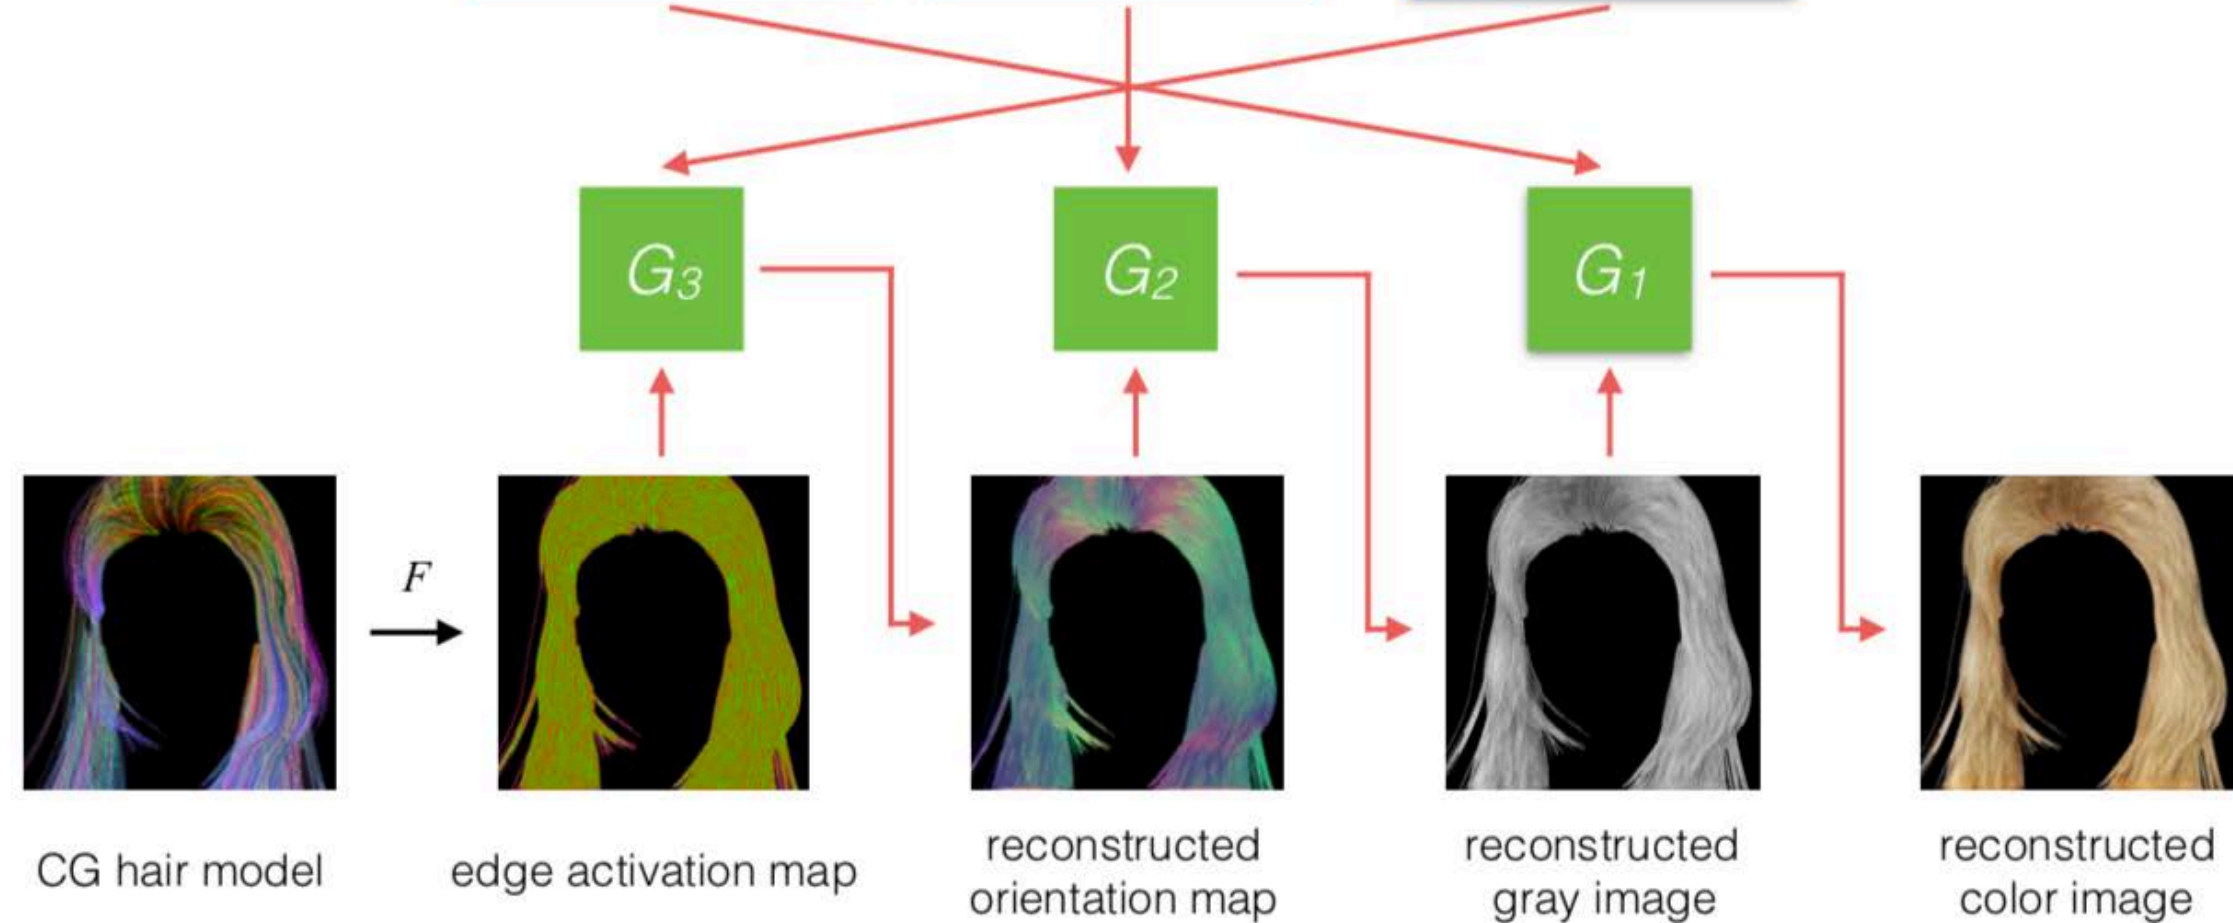 G3
G2
G1
F
CG hair model
edge activation map
reconstructed
orientation map
reconstructed
gray image
reconstructed
color image